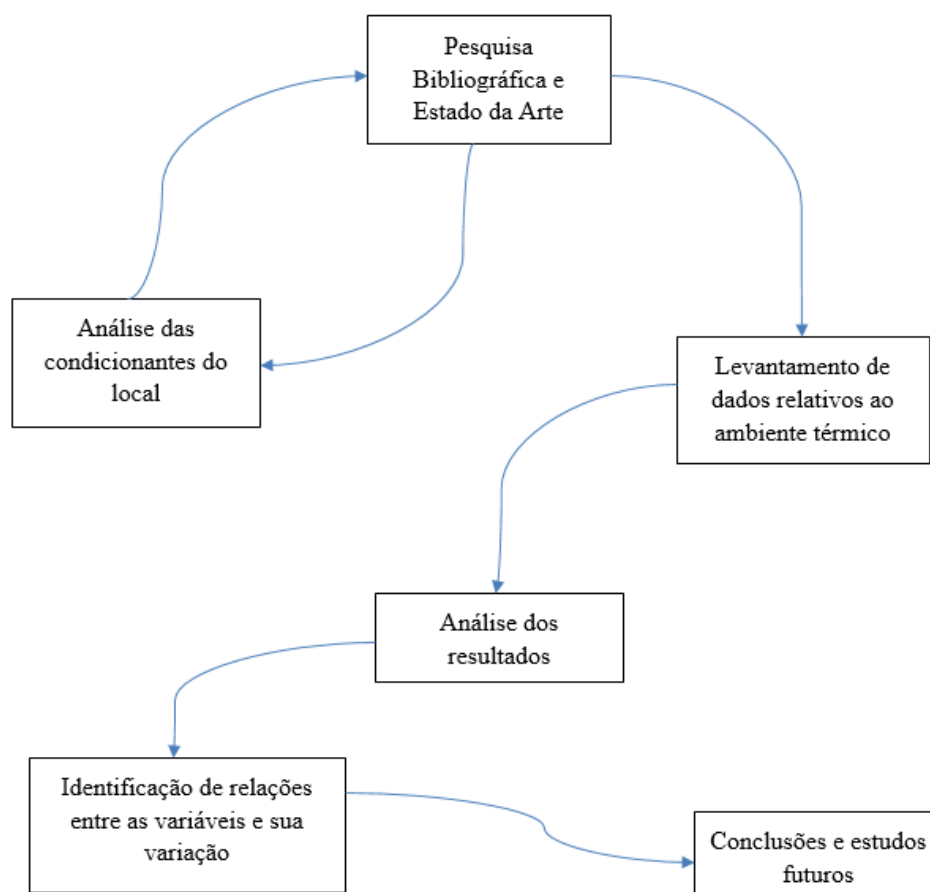 Pesquisa
Bibliográfica e
Estado da Arte
Análise das
condicionantes do
local
Levantamento de
dados relativos ao
ambiente térmico
Análise dos
resultados
Identificação de relações
entre as variáveis e sua
variação
Conclusões e estudos
futuros